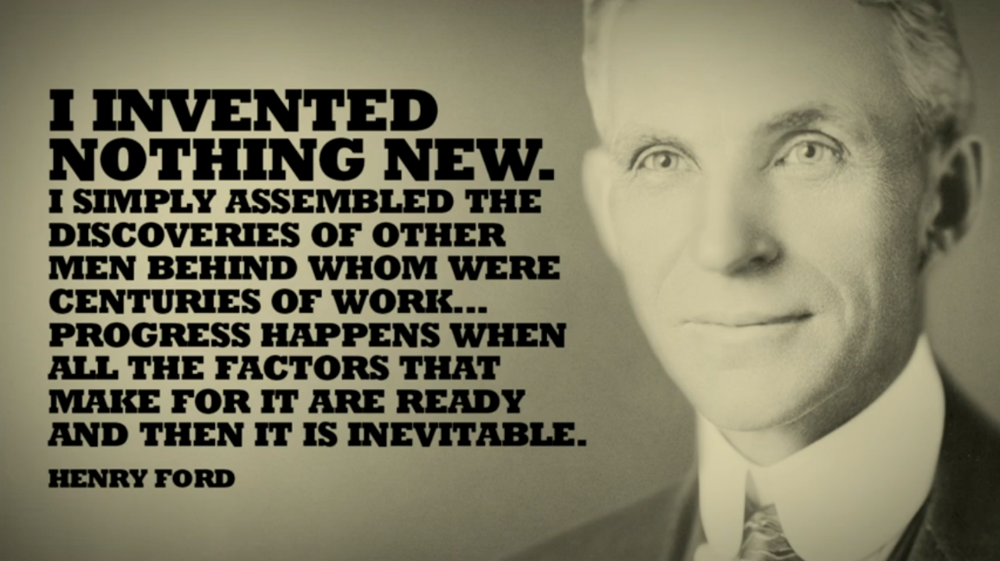 I INVENTED
NOTHING NEW.
I SIMPLY ASSEMBLED THE
DISCOVERIES OF OTHER
MEN BEHIND WHOM WERE
CENTURIES OF WORK...
PROGRESS HAPPENS WHEN
ALL THE FACTORS THAT
MAKE FOR IT ARE READY
AND THEN IT IS INEVITABLE.
HENRY FORD